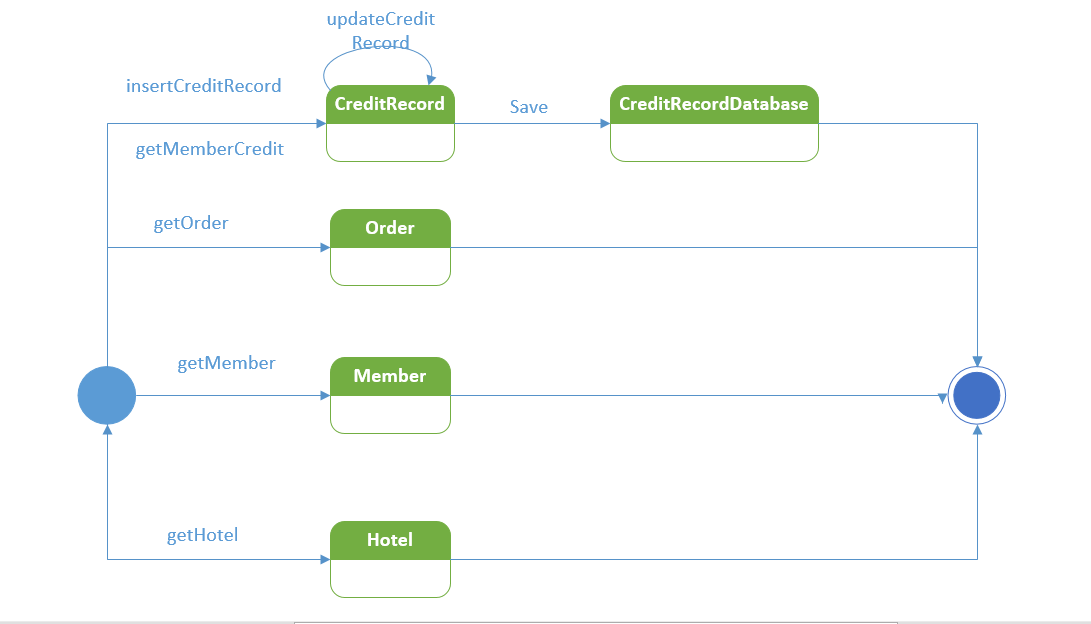 updateCredit
Record
insertCreditRecord
CreditRecord
Save
CreditRecordDatabase
getMemberCredit
getOrder
Order
getMember
Member
getHotel
Hotel